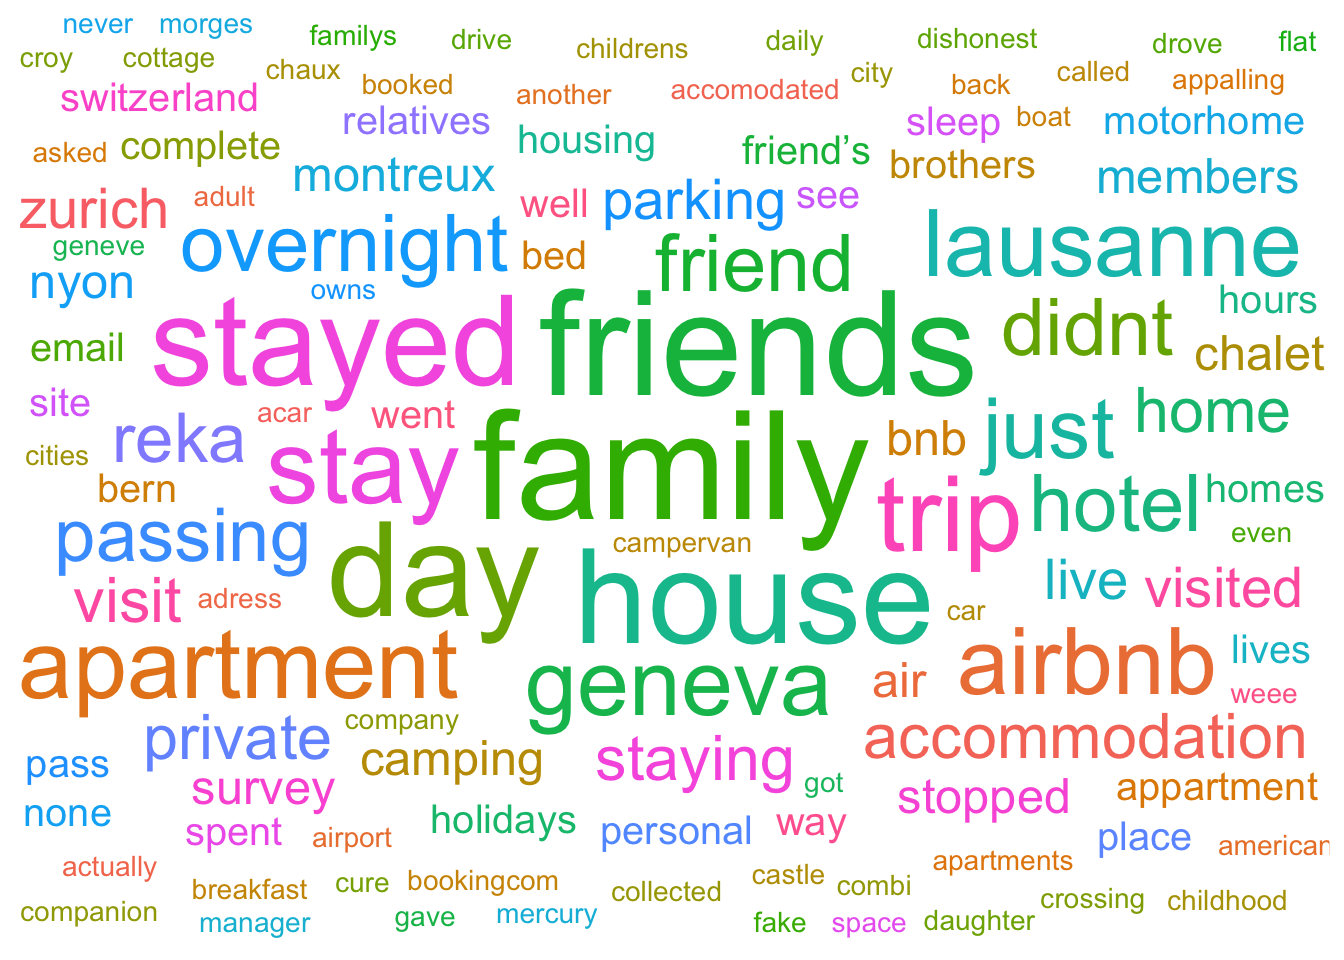 never morges familys drive childrens daily dishonest drove flat
croy cottage chaux booked another accomodated city back called appalling
switzerland relatives housing sleep boat motorhome
asked complete montreux friend’s brothers members
zurich adult well parking see lausanne
geneve overnight bed friend
nyon owns hours
email stayed friends didnt chalet
site acar went just home
cities reka stay family bnb
bern trip hotel homes
passing day campervan even
visit adress house live visited
car
apartment geneva air airbnb lives
weee
private company accommodation
pass survey camping staying got stopped appartment
none spent airport holidays personal way place american
actually breakfast cure bookingcom collected castle combi apartments crossing childhood
companion manager gave mercury fake space daughter